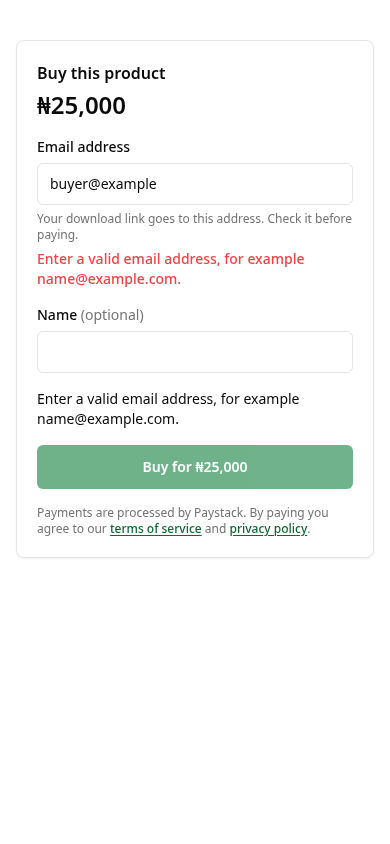 Buy this product
₦25,000
Email address
buyer@example
Your download link goes to this address. Check it before
paying.
Enter a valid email address, for example
name@example.com.
Name (optional)
Enter a valid email address, for example
name@example.com.
Buy for ₦25,000
Payments are processed by Paystack. By paying you
agree to our terms of service and privacy policy.